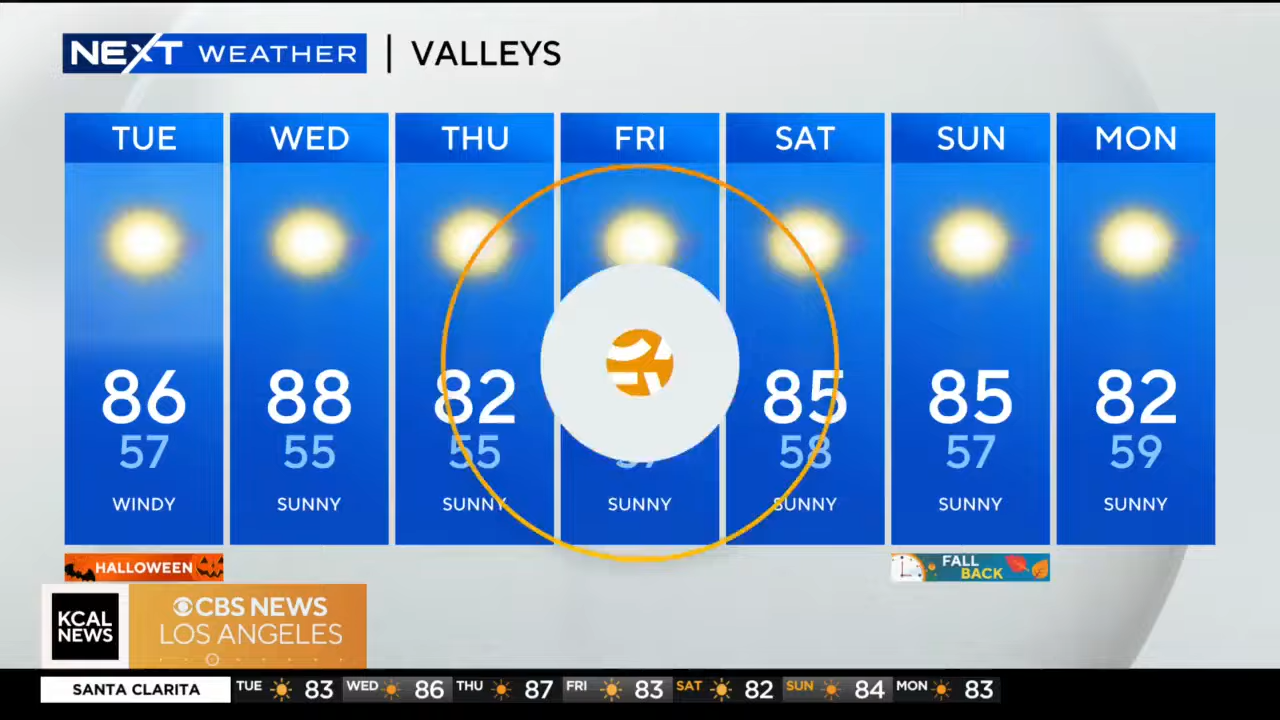 NEXT WEATHER | VALLEYS
TUE WED THU FRI SAT SUN MON
86 88 82 85 85 82
57 55 55 58 57 59
WINDY SUNNY SUNNY SUNNY SUNNY SUNNY SUNNY
HALLOWEEN
FALL
BACK
KCAL
NEWS
CBS NEWS
LOS ANGELES
SANTA CLARITA TUE 83 WED 86 THU 87 FRI 83 SAT 82 SUN 84 MON 83